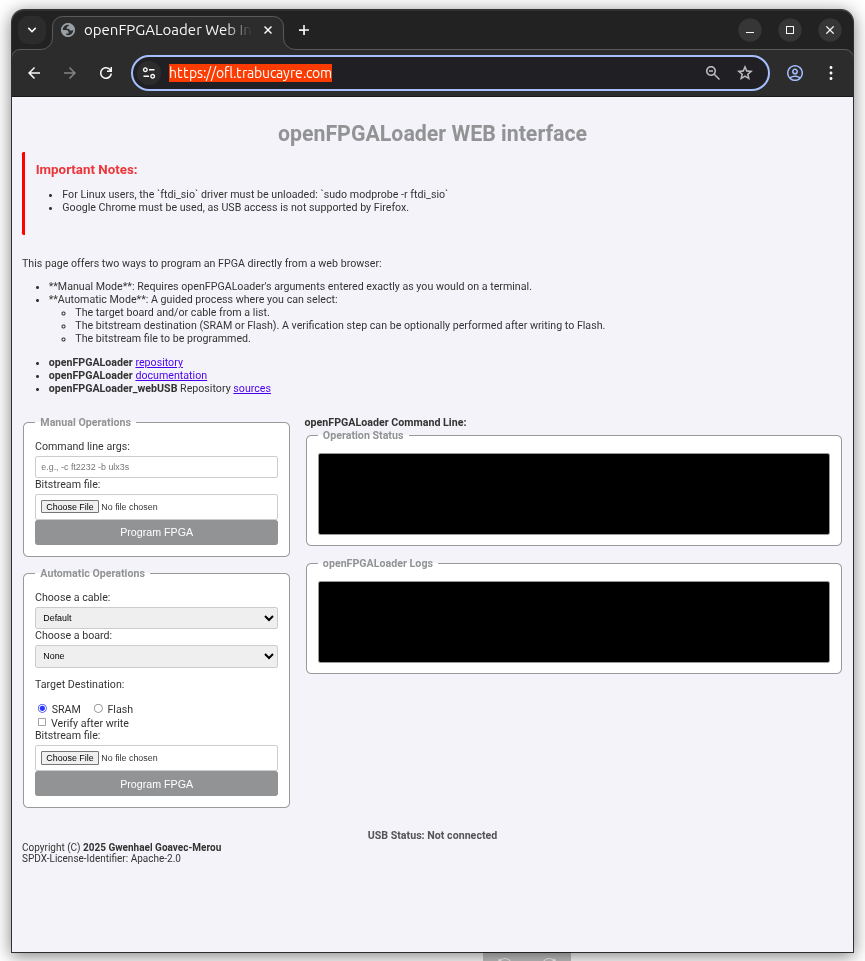 openFPGALoader Web In
https://ofl.trabucayre.com
openFPGALoader WEB interface
Important Notes:
• For Linux users, the `ftdi_sio` driver must be unloaded: `sudo modprobe -r ftdi_sio`
• Google Chrome must be used, as USB access is not supported by Firefox.
This page offers two ways to program an FPGA directly from a web browser:
• **Manual Mode**: Requires openFPGALoader's arguments entered exactly as you would on a terminal.
• **Automatic Mode**: A guided process where you can select:
◦ The target board and/or cable from a list.
◦ The bitstream destination (SRAM or Flash). A verification step can be optionally performed after writing to Flash.
◦ The bitstream file to be programmed.
• openFPGALoader repository
• openFPGALoader documentation
• openFPGALoader_webUSB Repository sources
Manual Operations
Command line args:
e.g., -c ft2232 -b ulx3s
Bitstream file:
Choose File No file chosen
Program FPGA
Automatic Operations
Choose a cable:
Default
Choose a board:
None
Target Destination:
SRAM Flash
Verify after write
Bitstream file:
Choose File No file chosen
Program FPGA
openFPGALoader Command Line:
Operation Status
openFPGALoader Logs
USB Status: Not connected
Copyright (C) 2025 Gwenhael Goavec-Merou
SPDX-License-Identifier: Apache-2.0